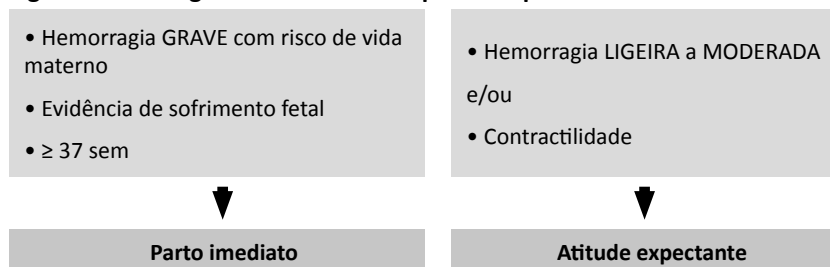 • Hemorragia GRAVE com risco de vida
materno
• Evidência de sofrimento fetal
• ≥ 37 sem
• Hemorragia LIGEIRA a MODERADA
e/ou
• Contractilidade
Parto imediato
Atitude expectante